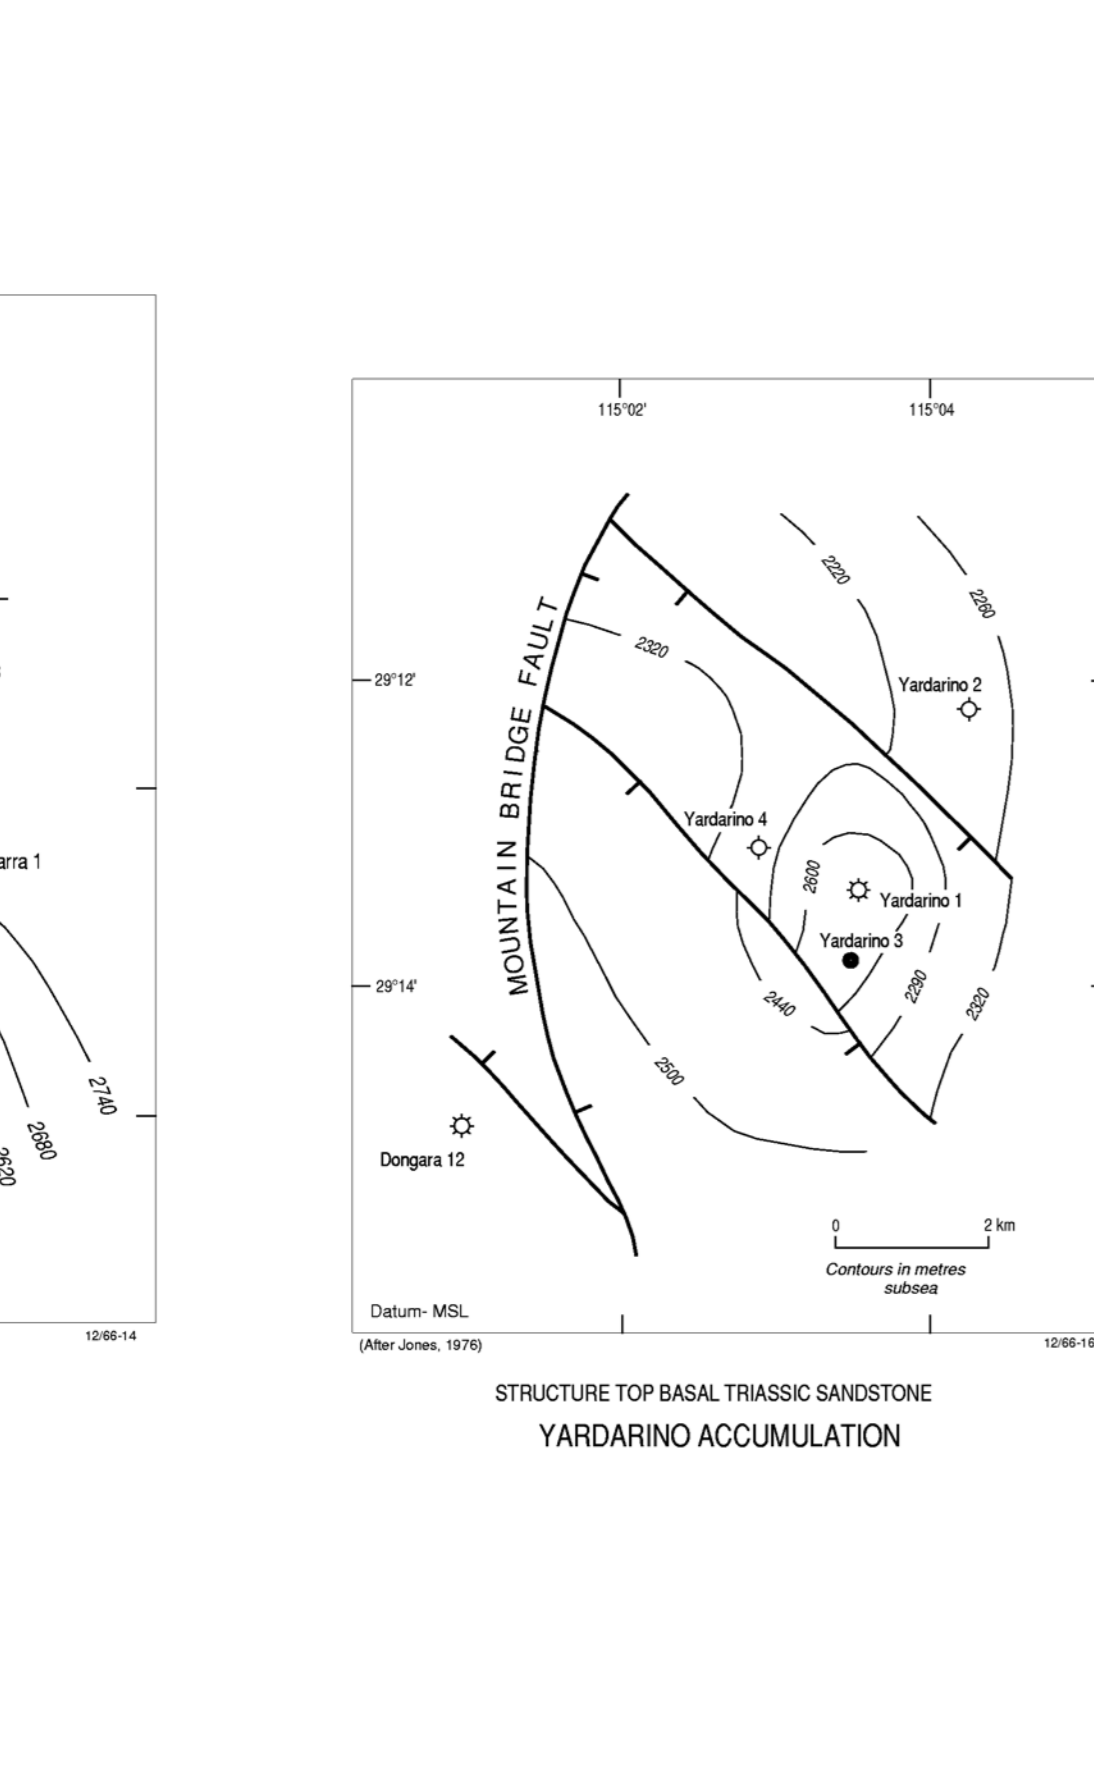 arra 1
2740
2680
2620
12/66-14
115°02'
115°04
2220
2260
MOUNTAIN BRIDGE FAULT
2320
29°12'
Yardarino 2
Yardarino 4
2600
Yardarino 1
Yardarino 3
29°14'
2440
2290
2320
2500
Dongara 12
0 2 km
Contours in metres
subsea
Datum- MSL
(After Jones, 1976)
12/66-16
STRUCTURE TOP BASAL TRIASSIC SANDSTONE
YARDARINO ACCUMULATION